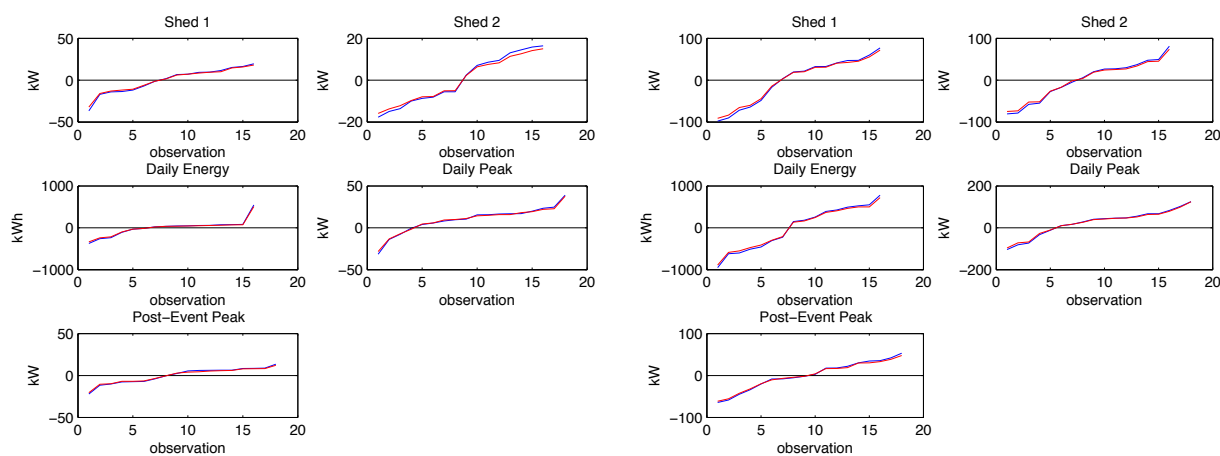 Shed 1
50
0
−50
kW
0 5 10 15 20
observation
Shed 2
20
0
−20
kW
0 5 10 15 20
observation
Daily Energy
1000
0
−1000
kWh
0 5 10 15 20
observation
Daily Peak
50
0
−50
kW
0 5 10 15 20
observation
Post−Event Peak
50
0
−50
kW
0 5 10 15 20
observation
Shed 1
100
0
−100
kW
0 5 10 15 20
observation
Shed 2
100
0
−100
kW
0 5 10 15 20
observation
Daily Energy
1000
0
−1000
kWh
0 5 10 15 20
observation
Daily Peak
200
0
−200
kW
0 5 10 15 20
observation
Post−Event Peak
100
0
−100
kW
0 5 10 15 20
observation